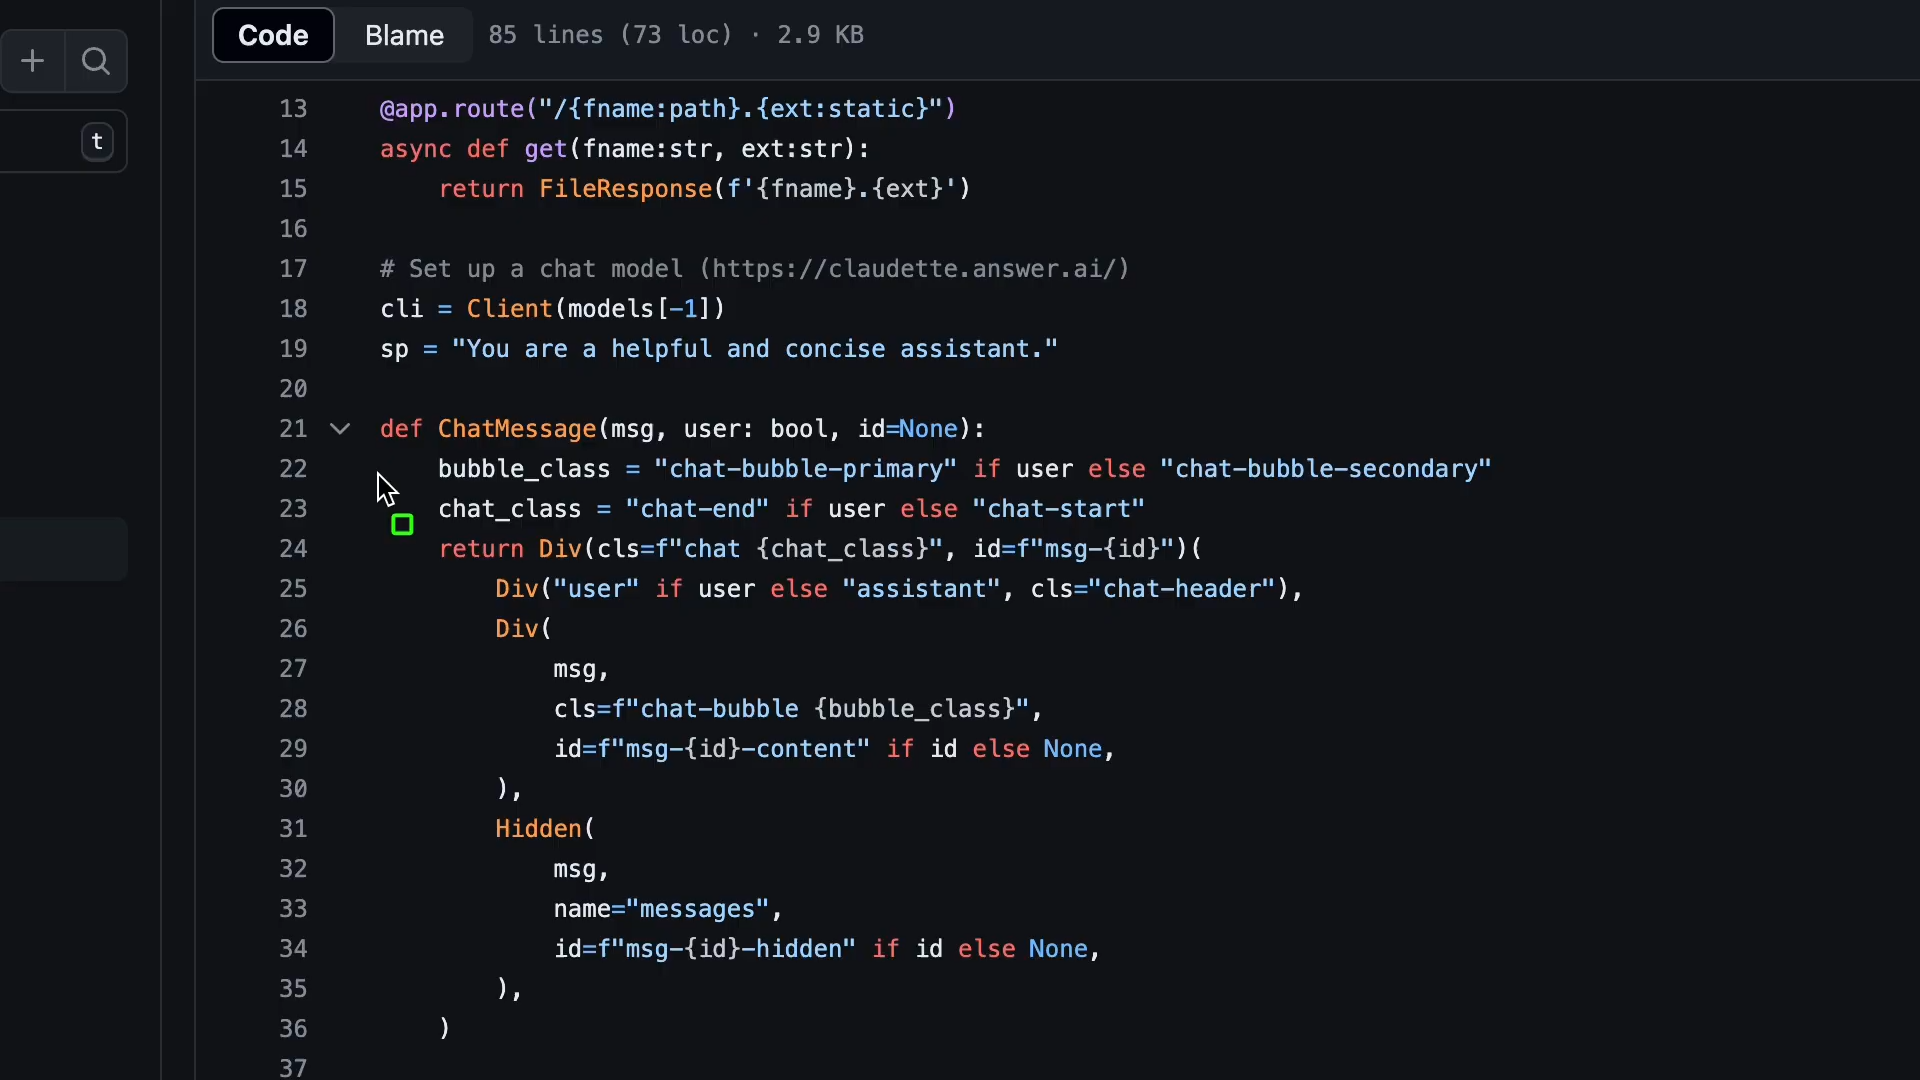 Code Blame 85 lines (73 loc) · 2.9 KB
t
13 @app.route("/{fname:path}.{ext:static}")
14 async def get(fname:str, ext:str):
15     return FileResponse(f'{fname}.{ext}')
16
17 # Set up a chat model (https://claudette.answer.ai/)
18 cli = Client(models[-1])
19 sp = "You are a helpful and concise assistant."
20
21 def ChatMessage(msg, user: bool, id=None):
22     bubble_class = "chat-bubble-primary" if user else "chat-bubble-secondary"
23     chat_class = "chat-end" if user else "chat-start"
24     return Div(cls=f"chat {chat_class}", id=f"msg-{id}")(
25         Div("user" if user else "assistant", cls="chat-header"),
26         Div(
27             msg,
28             cls=f"chat-bubble {bubble_class}",
29             id=f"msg-{id}-content" if id else None,
30         ),
31         Hidden(
32             msg,
33             name="messages",
34             id=f"msg-{id}-hidden" if id else None,
35         ),
36     )
37